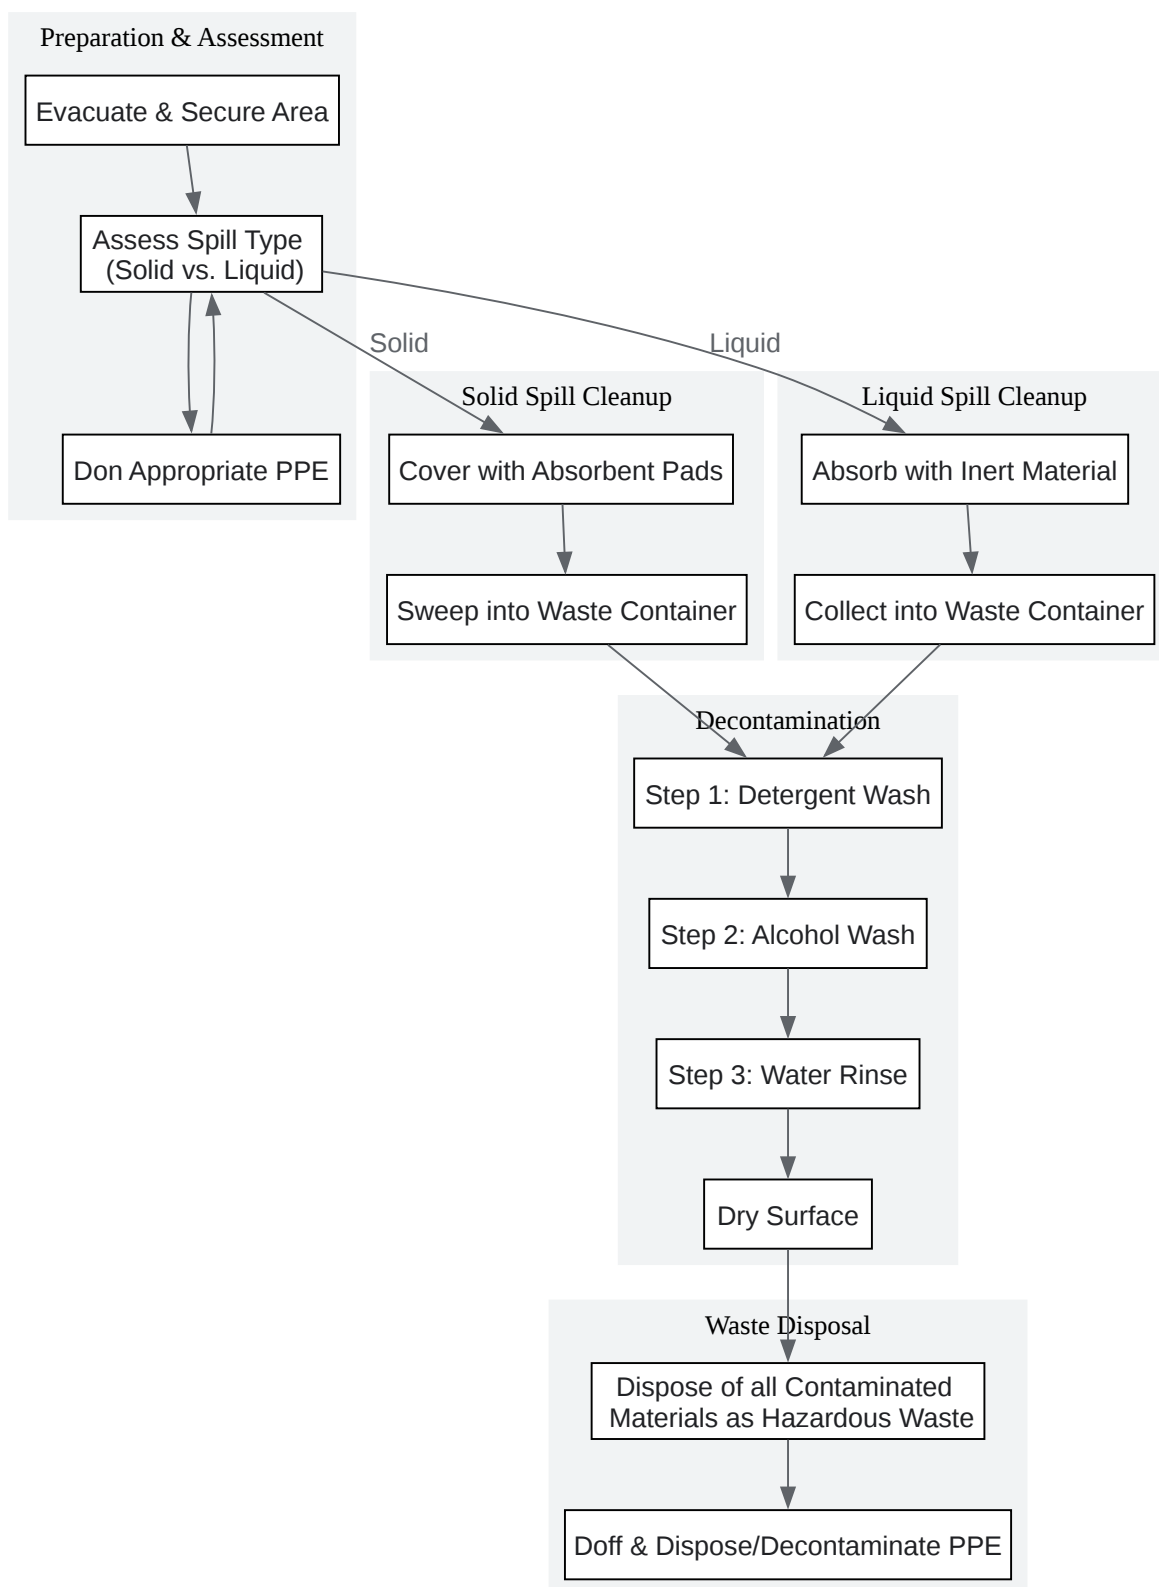 Preparation & Assessment
Evacuate & Secure Area
Assess Spill Type
(Solid vs. Liquid)
Solid
Liquid
Don Appropriate PPE
Solid Spill Cleanup
Cover with Absorbent Pads
Sweep into Waste Container
Liquid Spill Cleanup
Absorb with Inert Material
Collect into Waste Container
Decontamination
Step 1: Detergent Wash
Step 2: Alcohol Wash
Step 3: Water Rinse
Dry Surface
Waste Disposal
Dispose of all Contaminated
Materials as Hazardous Waste
Doff & Dispose/Decontaminate PPE